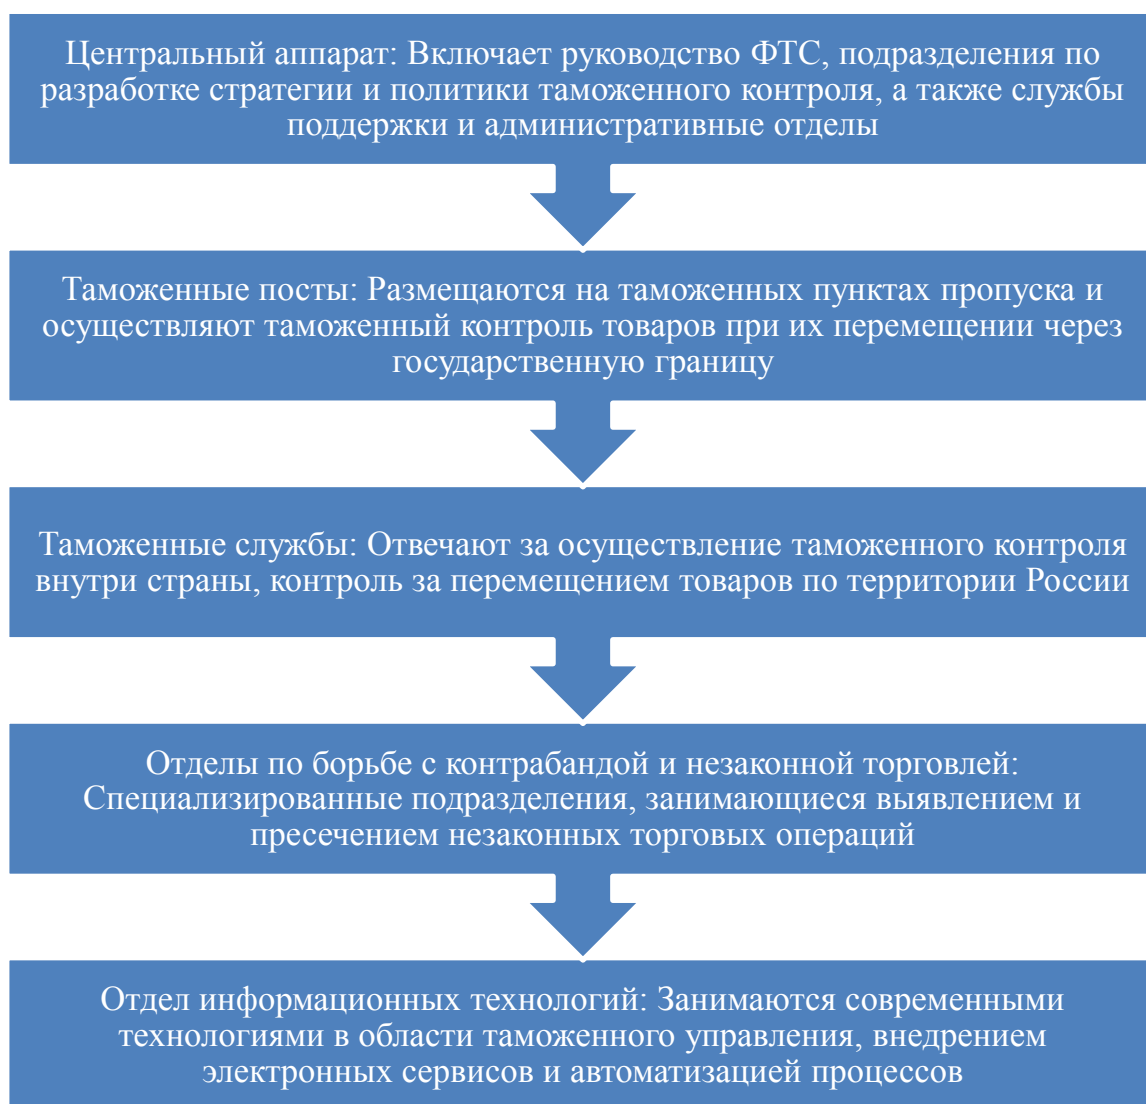 Центральный аппарат: Включает руководство ФТС, подразделения по
разработке стратегии и политики таможенного контроля, а также службы
поддержки и административные отделы
Таможенные посты: Размещаются на таможенных пунктах пропуска и
осуществляют таможенный контроль товаров при их перемещении через
государственную границу
Таможенные службы: Отвечают за осуществление таможенного контроля
внутри страны, контроль за перемещением товаров по территории России
Отделы по борьбе с контрабандой и незаконной торговлей:
Специализированные подразделения, занимающиеся выявлением и
пресечением незаконных торговых операций
Отдел информационных технологий: Занимаются современными
технологиями в области таможенного управления, внедрением
электронных сервисов и автоматизацией процессов